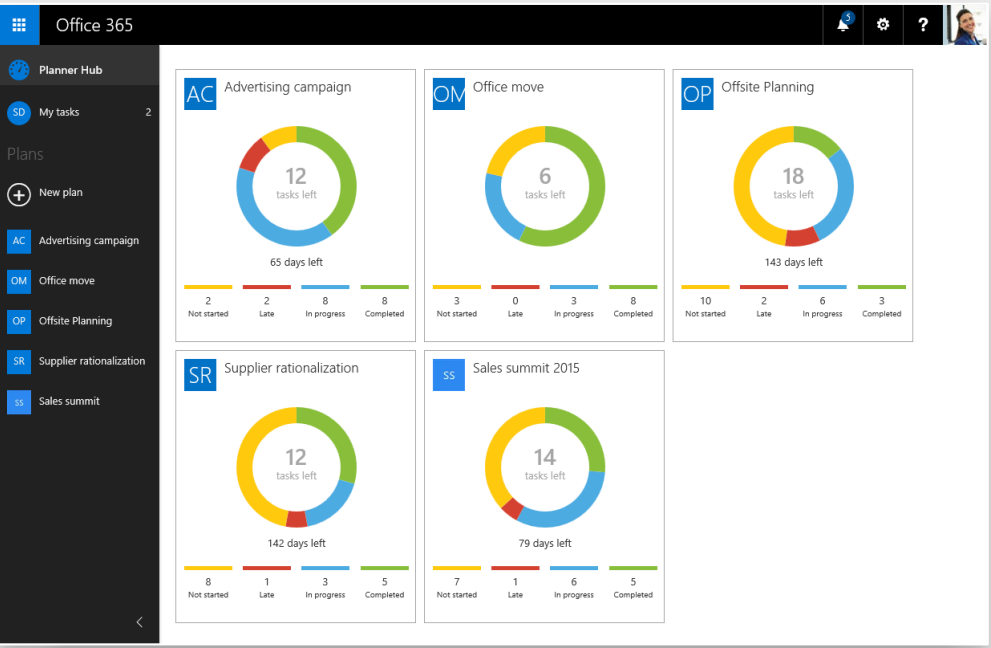 Office 365
5
?
Planner Hub
SD My tasks 2
Plans
New plan
AC Advertising campaign
OM Office move
OP Offsite Planning
SR Supplier rationalization
SS Sales summit
AC Advertising campaign
12
tasks left
65 days left
2 2 8 8
Not started Late In progress Completed
OM Office move
6
tasks left
3 0 3 8
Not started Late In progress Completed
OP Offsite Planning
18
tasks left
143 days left
10 2 6 3
Not started Late In progress Completed
SR Supplier rationalization
12
tasks left
142 days left
8 1 3 5
Not started Late In progress Completed
SS Sales summit 2015
14
tasks left
79 days left
7 1 6 5
Not started Late In progress Completed